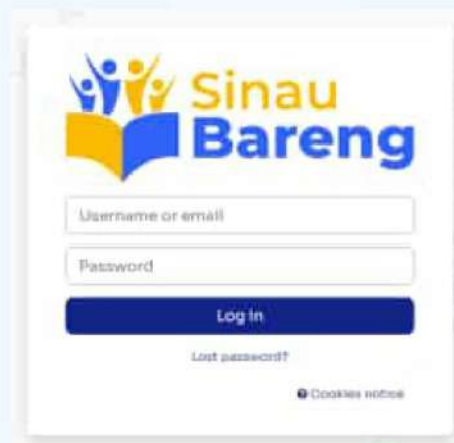 Sinau
Bareng
Username or email
Password
Log in
Lost password?
Cookies notice